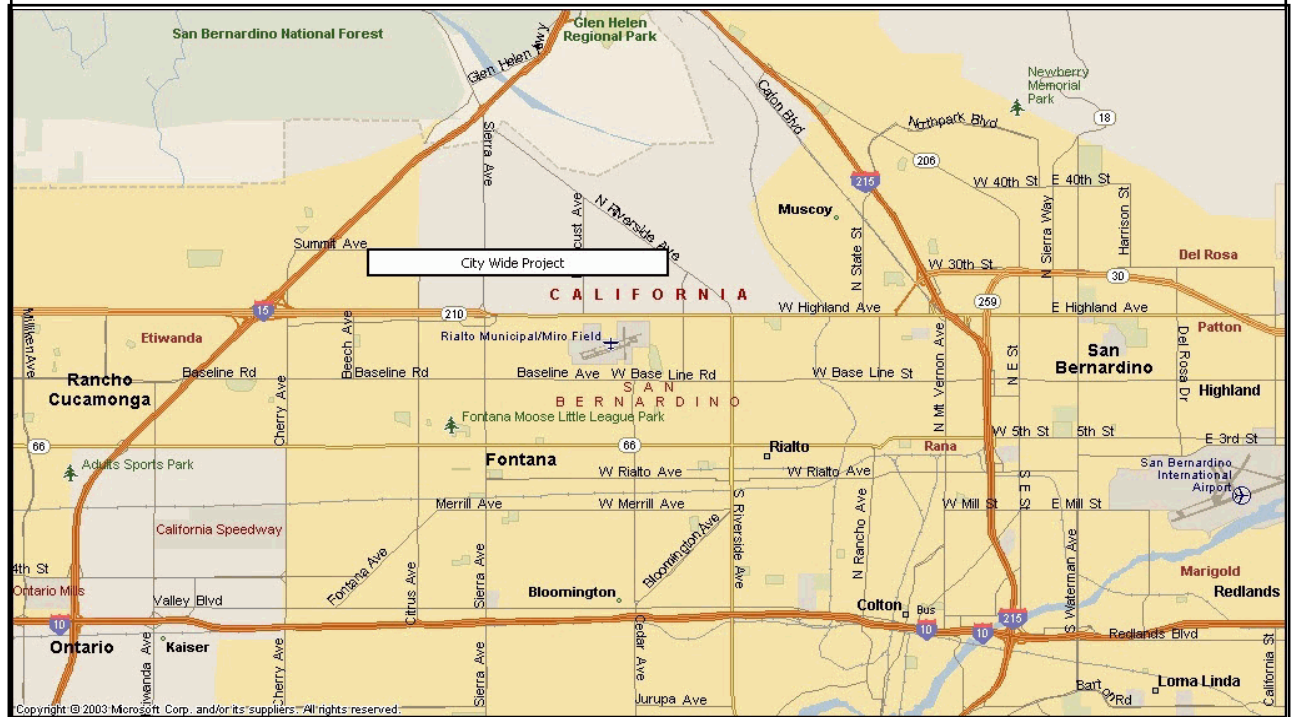 San Bernardino National Forest
Glen Helen
Regional Park
Glen Helen Pkwy
Newberry
Memorial
Park
Cajon Blvd
Northpark Blvd
18
206
Sierra Ave
W 40th St
E 40th St
215
N Riverside Ave
Muscoy
N State St
N Sierra Way
Harrison St
Summit Ave
City Wide Project
W 30th St
Del Rosa
30
CALIFORNIA
W Highland Ave
259
E Highland Ave
15
210
Milliken Ave
Etiwanda
Beech Ave
Rialto Municipal/Miro Field
Patton
San
Bernardino
N E St
Del Rosa Dr
Rancho
Cucamonga
Baseline Rd
Baseline Rd
Baseline Ave
W Base Line Rd
W Base Line St
SAN
BERNARDINO
Highland
Cherry Ave
Fontana Moose Little League Park
N Mt Vernon Ave
66
66
Rialto
Rana
W 5th St
5th St
E 3rd St
Adults Sports Park
Fontana
W Rialto Ave
W Rialto Ave
San Bernardino
International
Airport
Merrill Ave
W Merrill Ave
W Mill St
S E St
E Mill St
California Speedway
S Riverside Ave
Bloomington Ave
N Rancho Ave
4th St
Fontana Ave
Citrus Ave
Sierra Ave
S Waterman Ave
Marigold
Ontario Mills
Valley Blvd
Bloomington
Colton
Bus
Redlands
10
10
10
215
Redlands Blvd
Ontario
Kaiser
Cherry Ave
Sierra Ave
Cedar Ave
California St
Loma Linda
Barton Rd
Jurupa Ave
Copyright © 2003 Microsoft Corp. and/or its suppliers. All rights reserved.